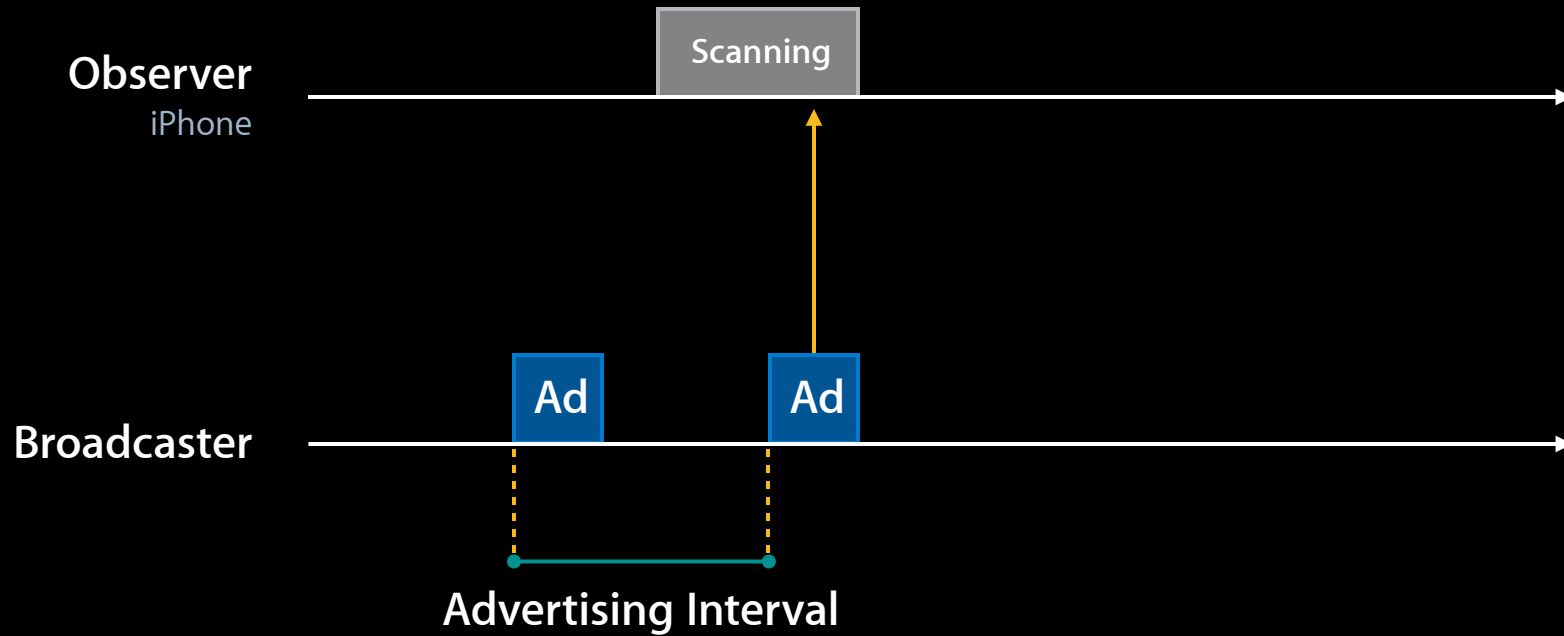 Scanning
Observer
iPhone
Ad
Ad
Broadcaster
Advertising Interval